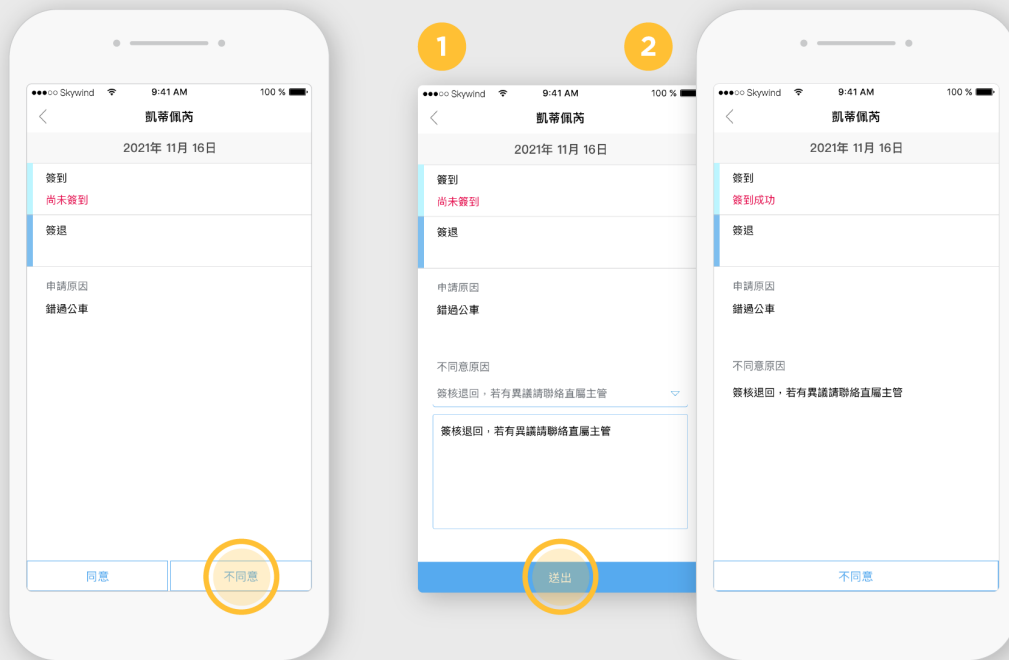 Skywind 9:41 AM 100 %
凱蒂佩芮
2021年 11月 16日
簽到
尚未簽到
簽退
申請原因
錯過公車
同意 不同意
1
Skywind 9:41 AM 100 %
凱蒂佩芮
2021年 11月 16日
簽到
尚未簽到
簽退
申請原因
錯過公車
不同意原因
簽核退回，若有異議請聯絡直屬主管
簽核退回，若有異議請聯絡直屬主管
送出
2
Skywind 9:41 AM 100 %
凱蒂佩芮
2021年 11月 16日
簽到
簽到成功
簽退
申請原因
錯過公車
不同意原因
簽核退回，若有異議請聯絡直屬主管
不同意